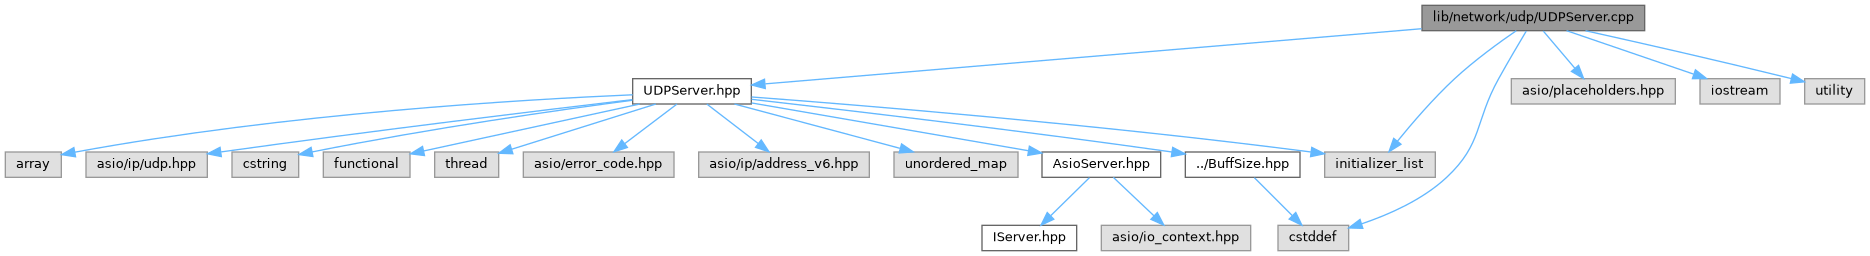 lib/network/udp/UDPServer.cpp
UDPServer.hpp
asio/placeholders.hpp
iostream
utility
array
asio/ip/udp.hpp
cstring
functional
thread
asio/error_code.hpp
asio/ip/address_v6.hpp
unordered_map
AsioServer.hpp
../BuffSize.hpp
initializer_list
IServer.hpp
asio/io_context.hpp
cstddef